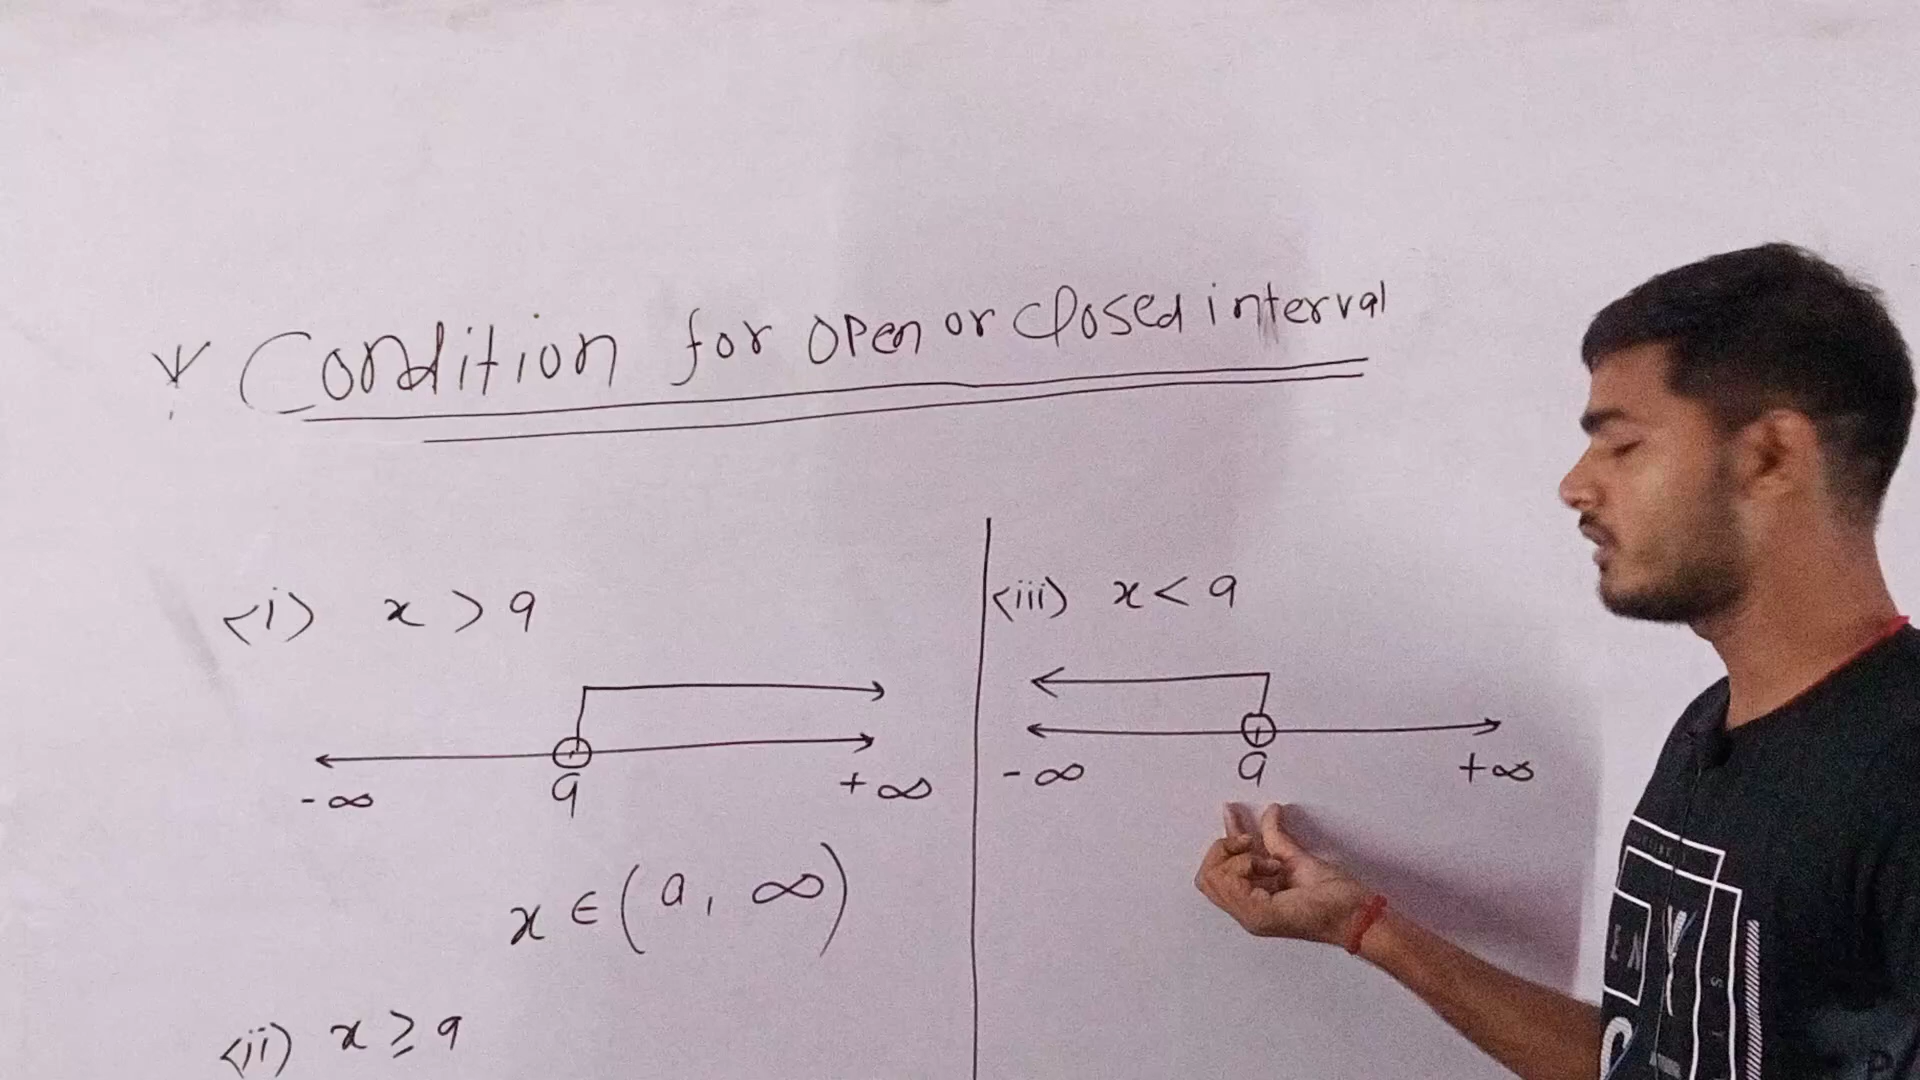 * Condition for open or closed interval
(i) x > a
-∞ a +∞
x ∈ (a, ∞)
(ii) x ≥ a
(iii) x < a
-∞ a +∞